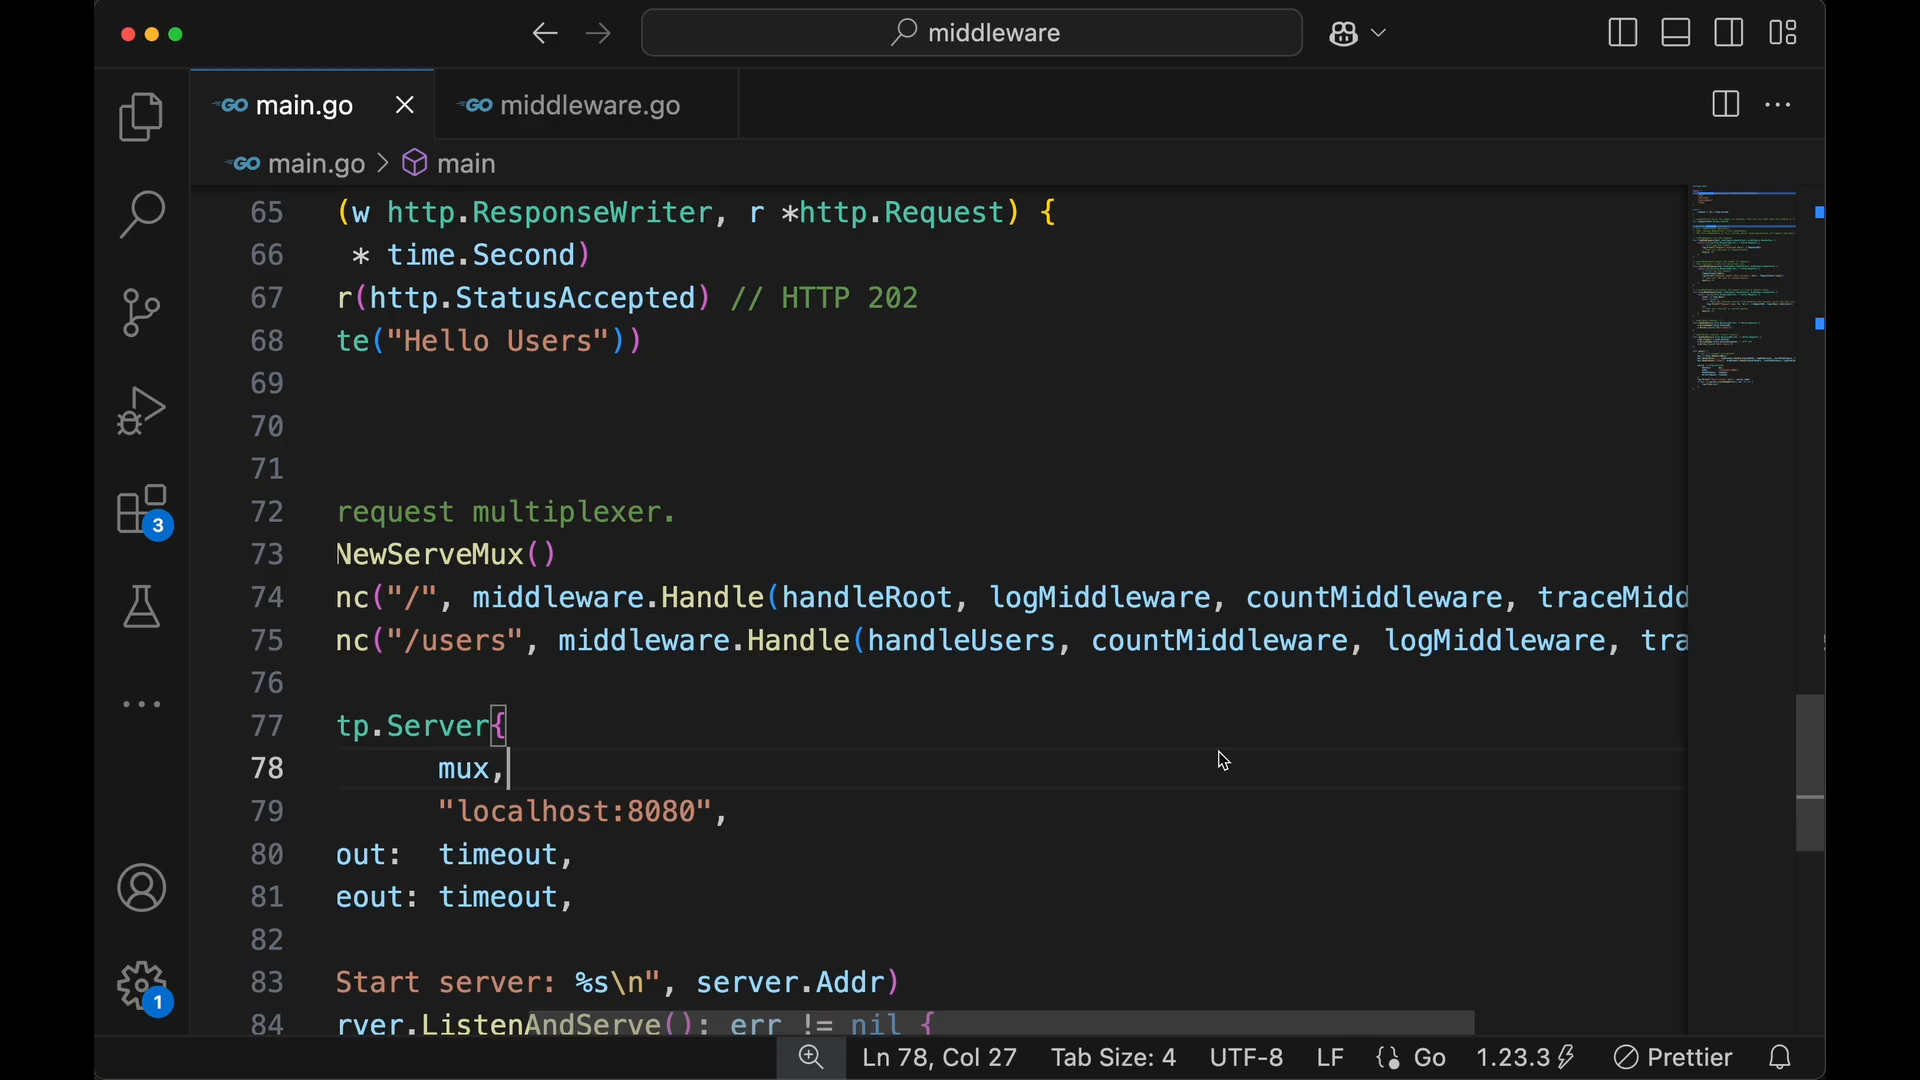 middleware
GO main.go
GO middleware.go
GO main.go > main
65 (w http.ResponseWriter, r *http.Request) {
66 * time.Second)
67 r(http.StatusAccepted) // HTTP 202
68 te("Hello Users"))
69
70
71
72 request multiplexer.
73 NewServeMux()
74 nc("/", middleware.Handle(handleRoot, logMiddleware, countMiddleware, traceMidd
75 nc("/users", middleware.Handle(handleUsers, countMiddleware, logMiddleware, tra
76
77 tp.Server{
78 mux,
79 "localhost:8080",
80 out: timeout,
81 eout: timeout,
82
83 Start server: %s\n", server.Addr)
84 rver.ListenAndServe(); err != nil {
3
1
Ln 78, Col 27 Tab Size: 4 UTF-8 LF Go 1.23.3 Prettier